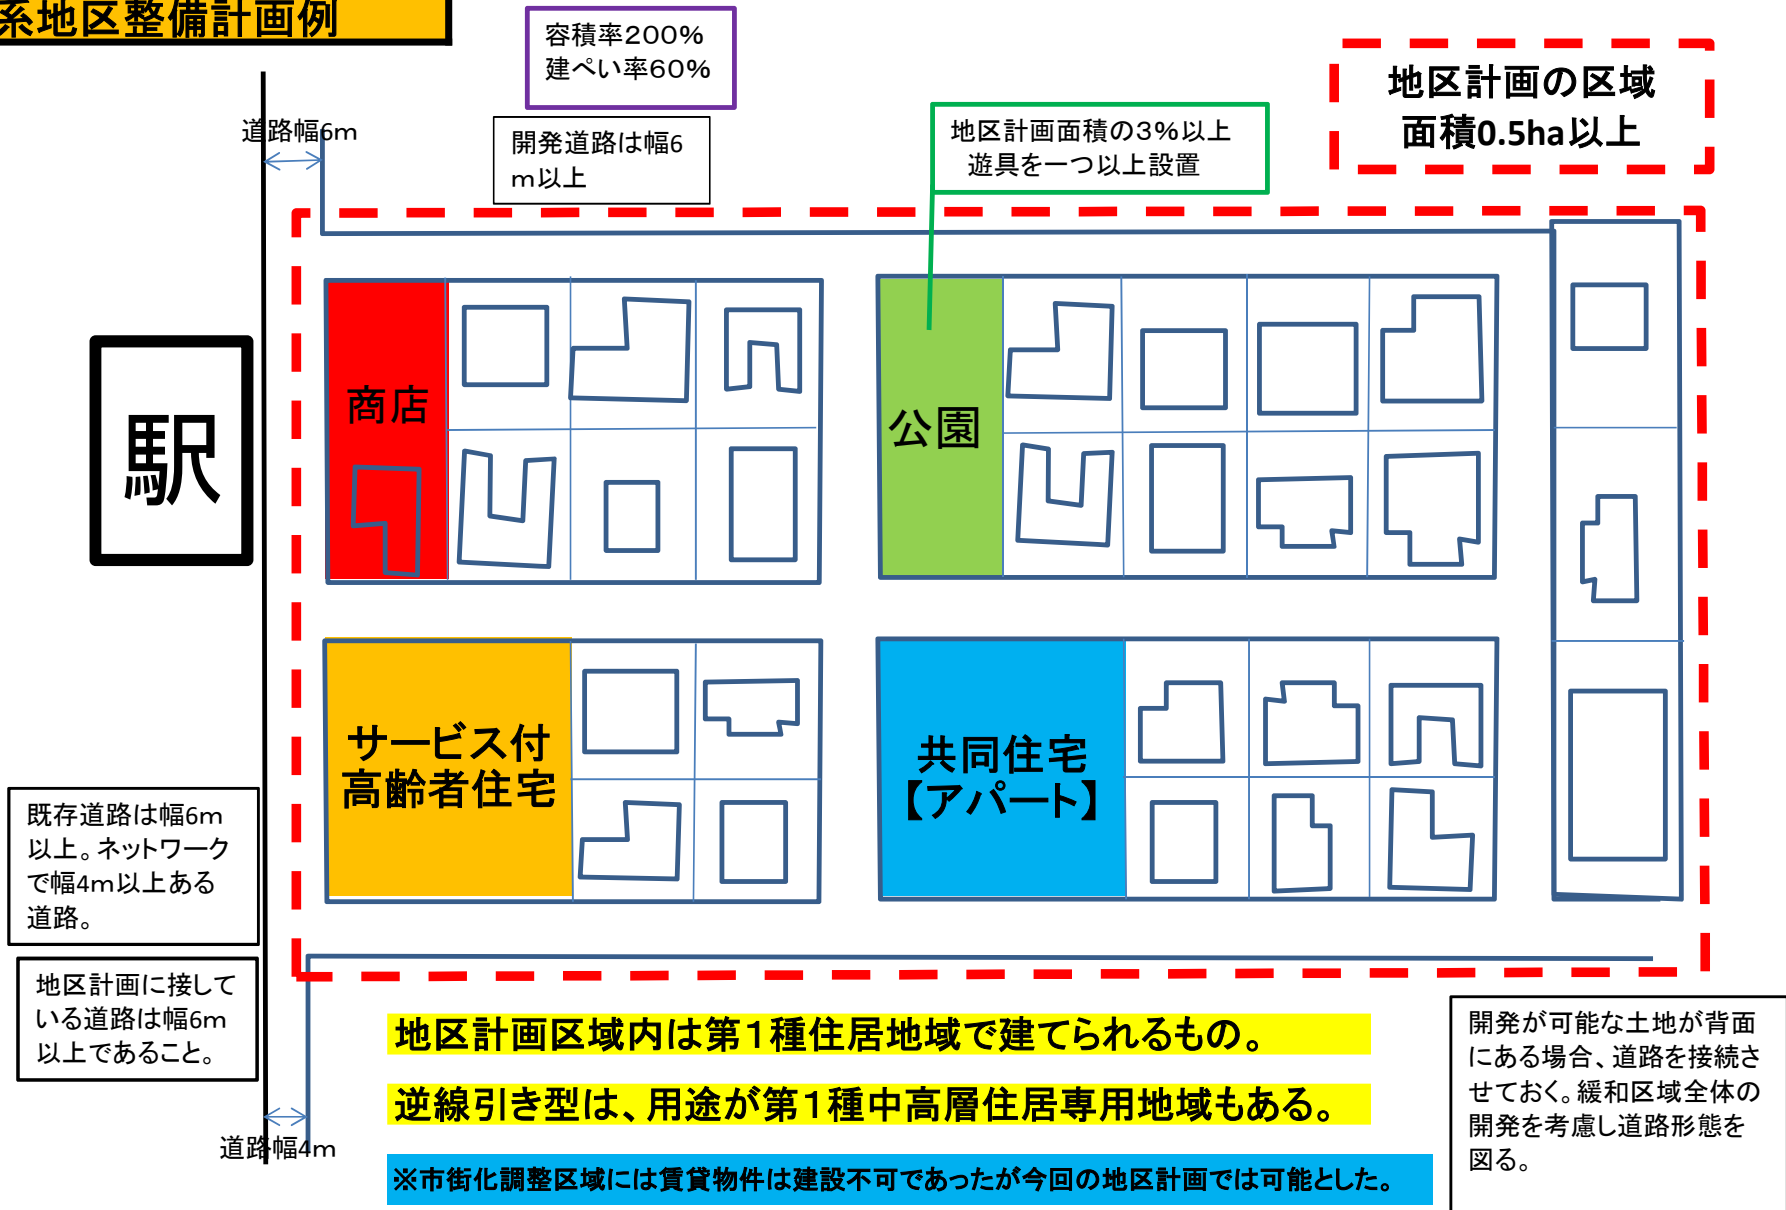 系地区整備計画例
容積率200%
建ぺい率60%
地区計画の区域
面積0.5ha以上
道路幅6m
開発道路は幅6
m以上
地区計画面積の3%以上
遊具を一つ以上設置
駅
商店
公園
サービス付
高齢者住宅
共同住宅
【アパート】
既存道路は幅6m
以上。ネットワーク
で幅4m以上ある
道路。
地区計画に接して
いる道路は幅6m
以上であること。
道路幅4m
地区計画区域内は第1種住居地域で建てられるもの。
逆線引き型は、用途が第1種中高層住居専用地域もある。
※市街化調整区域には賃貸物件は建設不可であったが今回の地区計画では可能とした。
開発が可能な土地が背面
にある場合、道路を接続さ
せておく。緩和区域全体の
開発を考慮し道路形態を
図る。